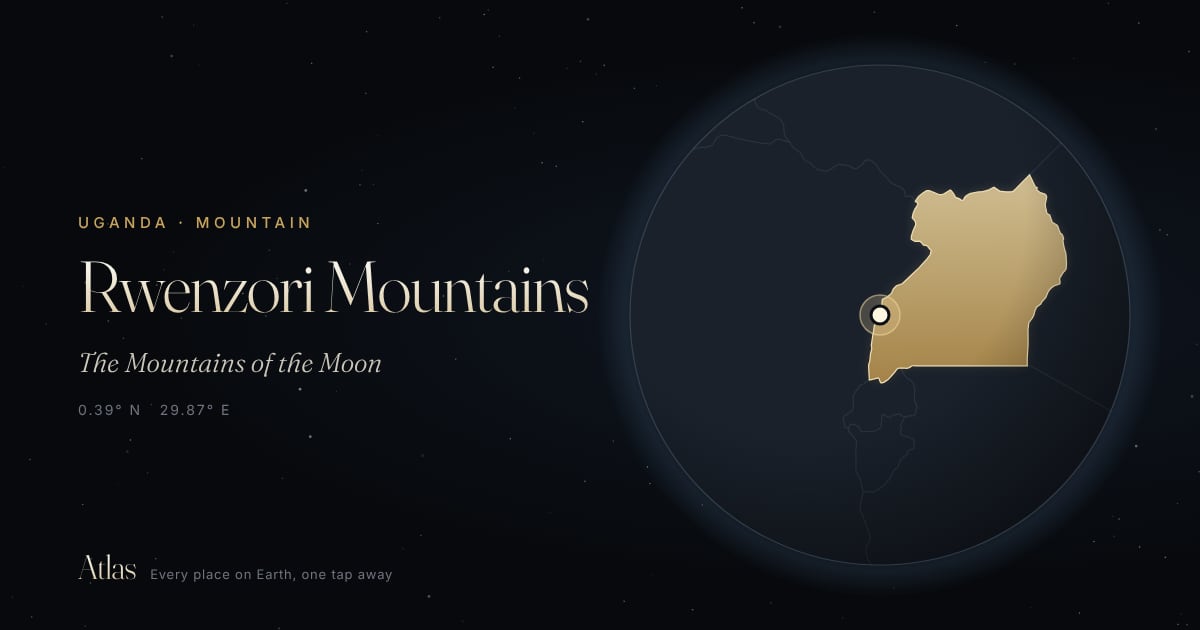 UGANDA · MOUNTAIN
Rwenzori Mountains
The Mountains of the Moon
0.39° N · 29.87° E
Atlas
Every place on Earth, one tap away